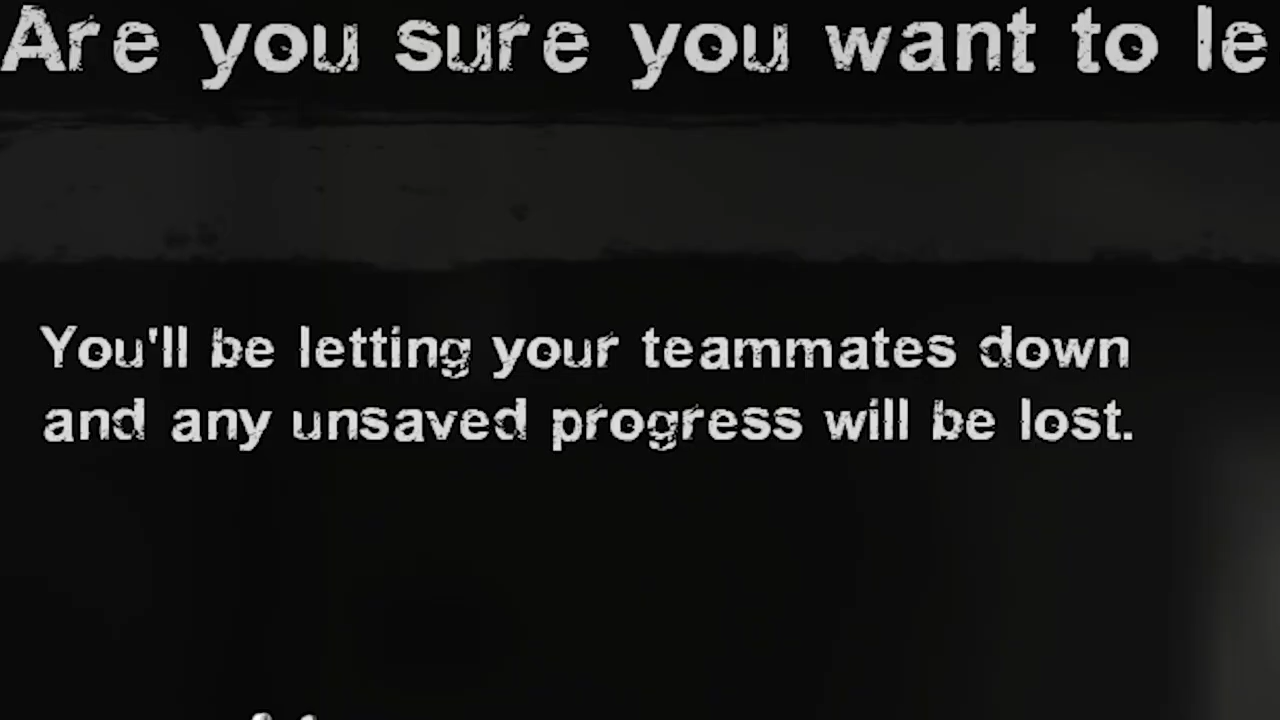 Are you sure you want to le
You'll be letting your teammates down
and any unsaved progress will be lost.